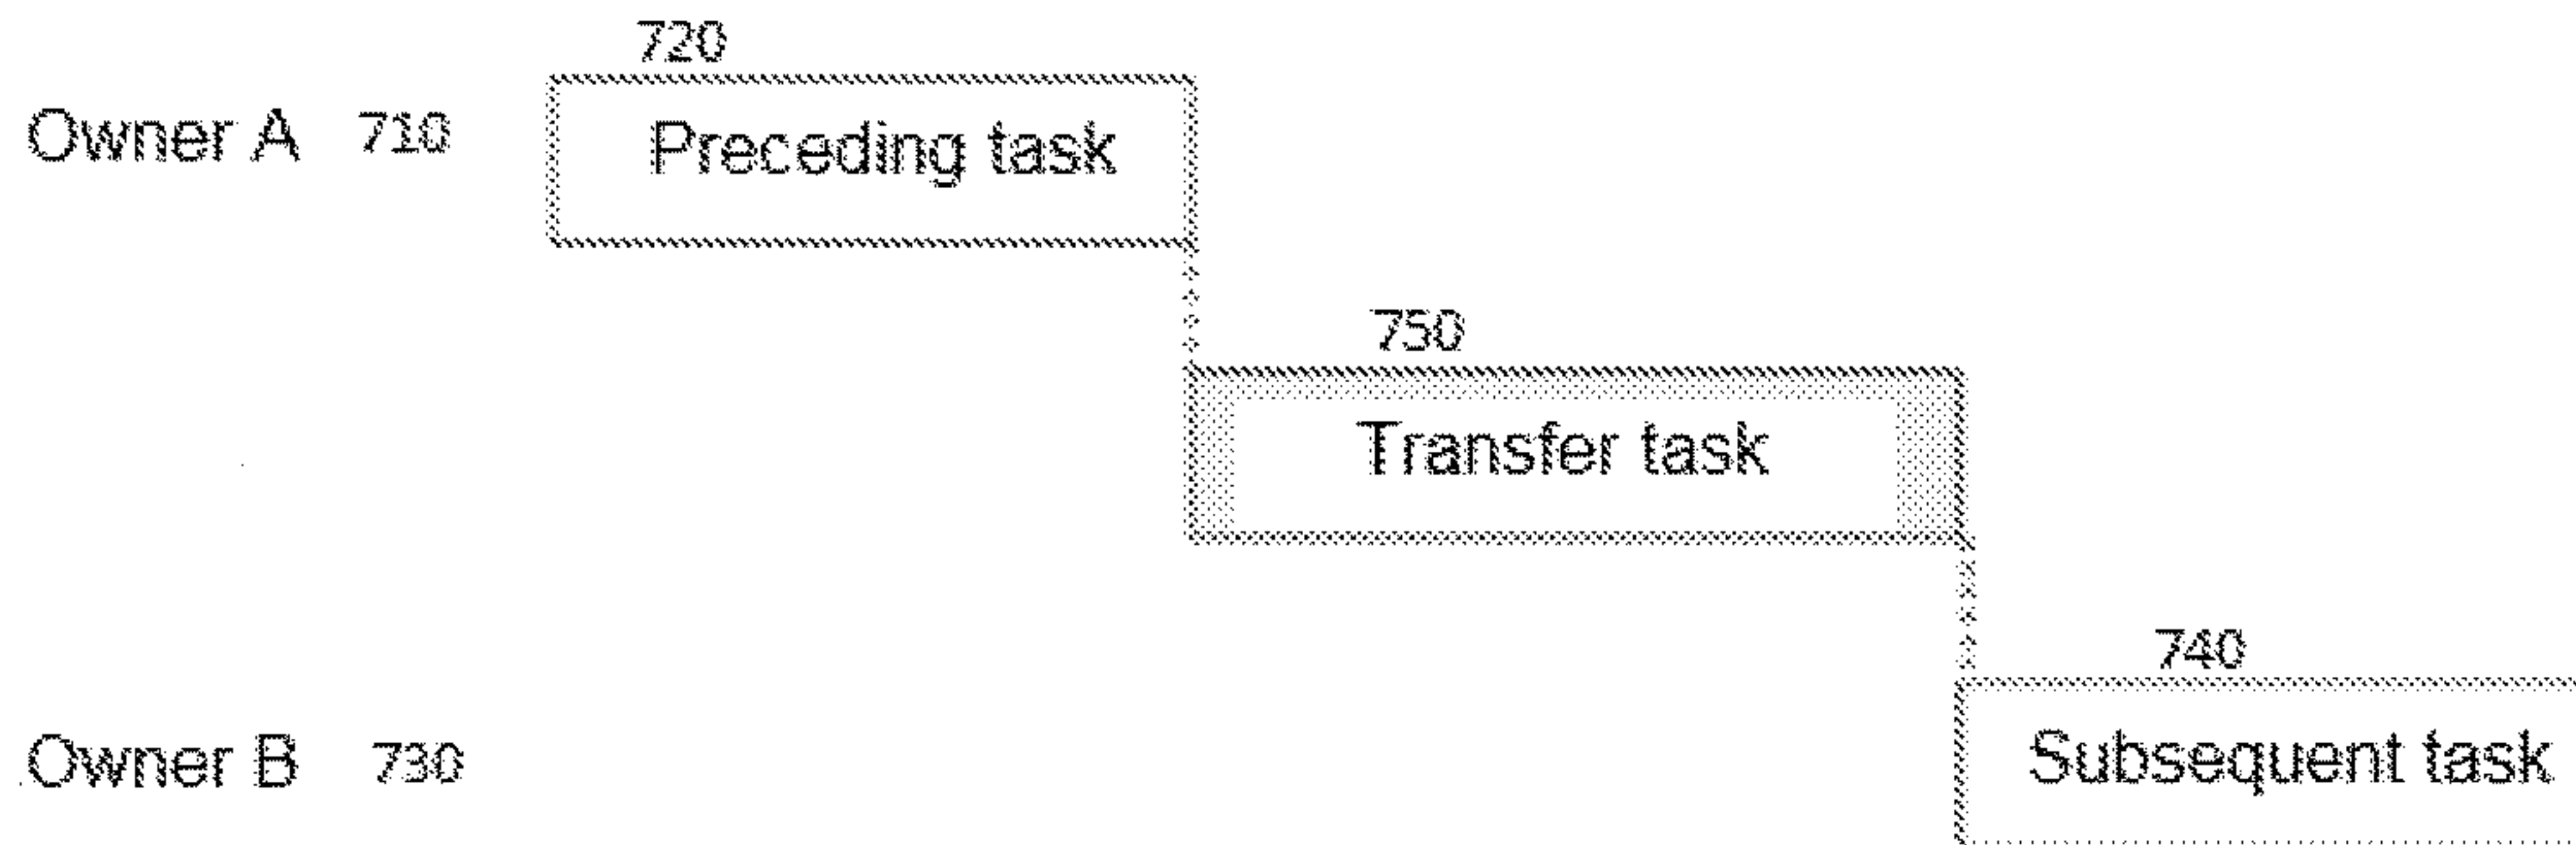 720
Owner A 710 Preceding task
750
Transfer task
740
Owner B 730 Subsequent task